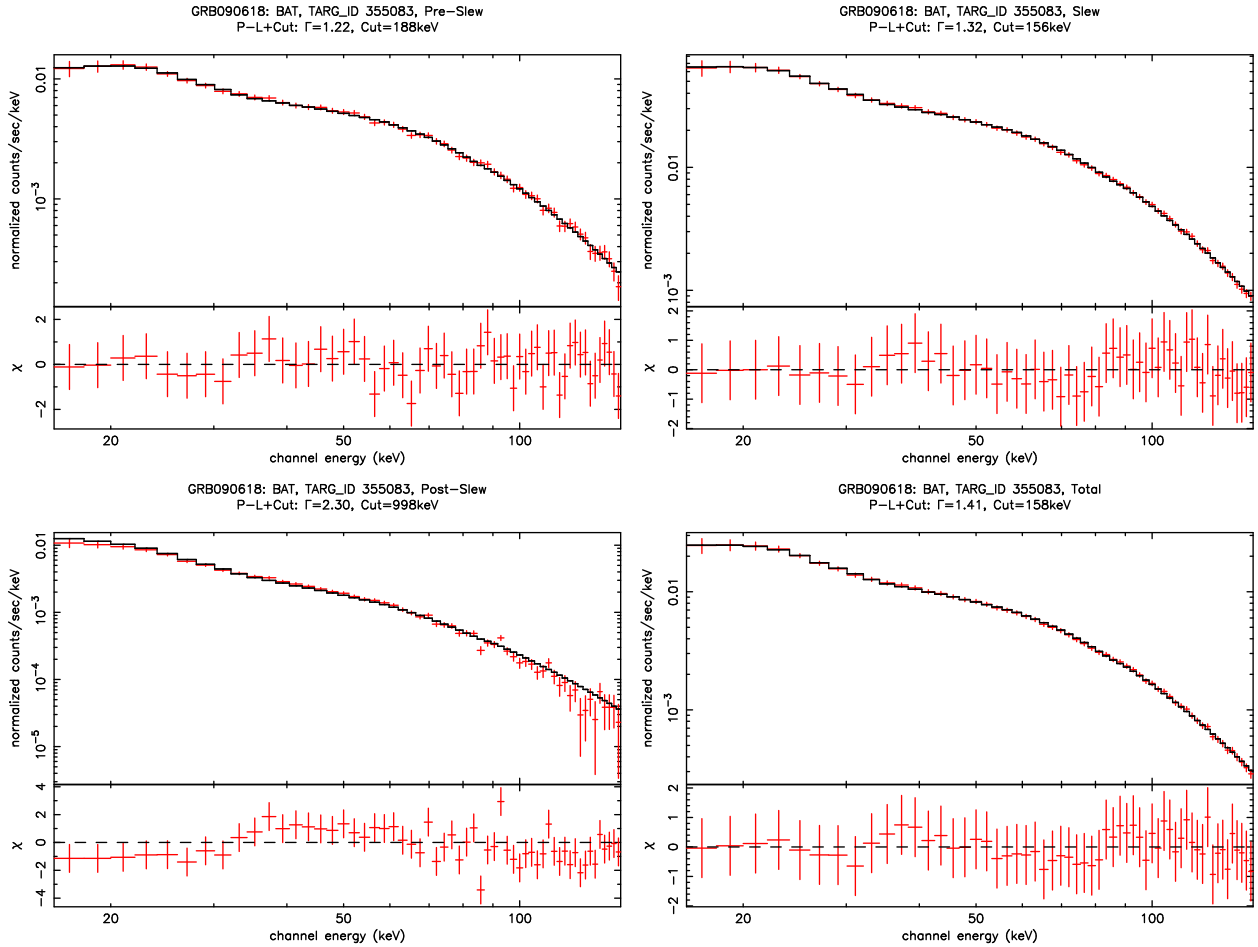 GRB090618: BAT, TARG_ID 355083, Pre-Slew
P-L+Cut: Γ=1.22, Cut=188keV
normalized counts/sec/keV
0.01
10⁻³
χ
2
0
-2
20
50
100
channel energy (keV)
GRB090618: BAT, TARG_ID 355083, Slew
P-L+Cut: Γ=1.32, Cut=156keV
normalized counts/sec/keV
0.01
10⁻³
χ
2
1
0
-1
-2
20
50
100
channel energy (keV)
GRB090618: BAT, TARG_ID 355083, Post-Slew
P-L+Cut: Γ=2.30, Cut=998keV
normalized counts/sec/keV
0.01
10⁻³
10⁻⁴
10⁻⁵
χ
4
2
0
-2
-4
20
50
100
channel energy (keV)
GRB090618: BAT, TARG_ID 355083, Total
P-L+Cut: Γ=1.41, Cut=158keV
normalized counts/sec/keV
0.01
10⁻³
χ
2
1
0
-1
-2
20
50
100
channel energy (keV)